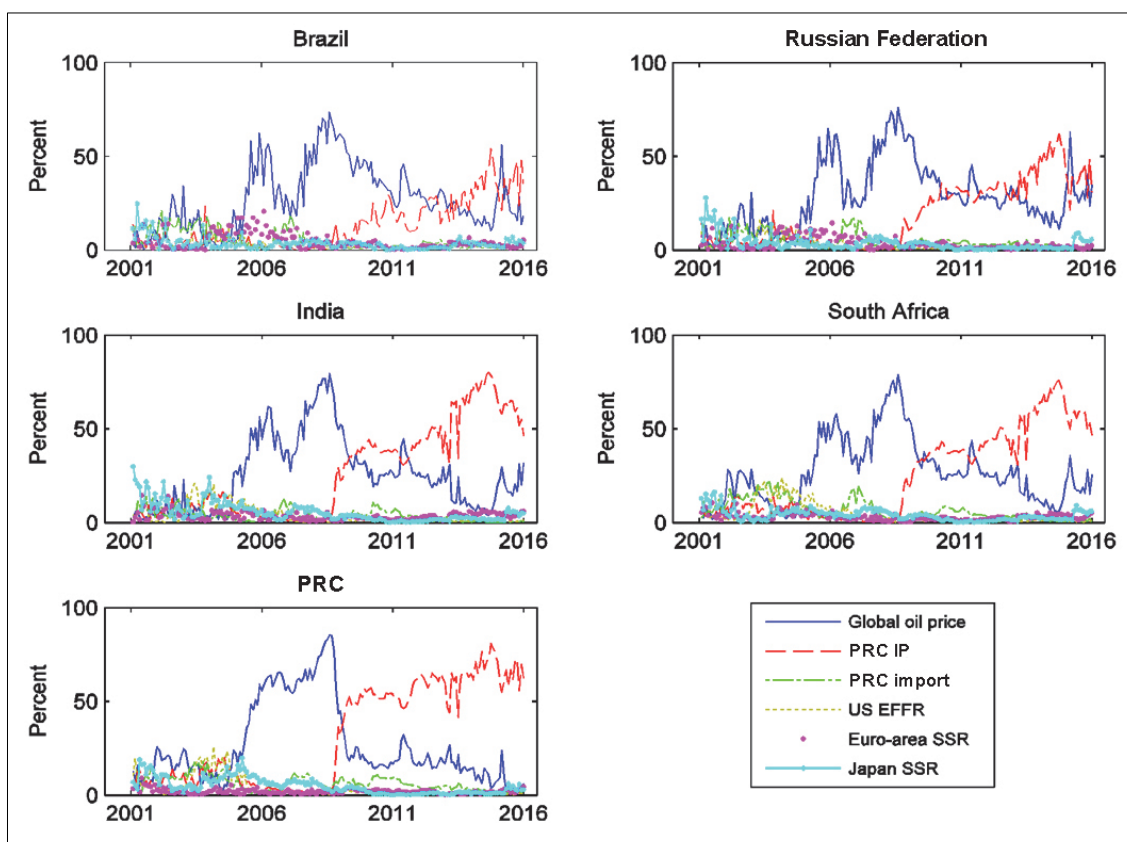 Brazil
100
Percent
50
0
2001 2006 2011 2016
Russian Federation
100
Percent
50
0
2001 2006 2011 2016
India
100
Percent
50
0
2001 2006 2011 2016
South Africa
100
Percent
50
0
2001 2006 2011 2016
PRC
100
Percent
50
0
2001 2006 2011 2016
Global oil price
PRC IP
PRC import
US EFFR
Euro-area SSR
Japan SSR